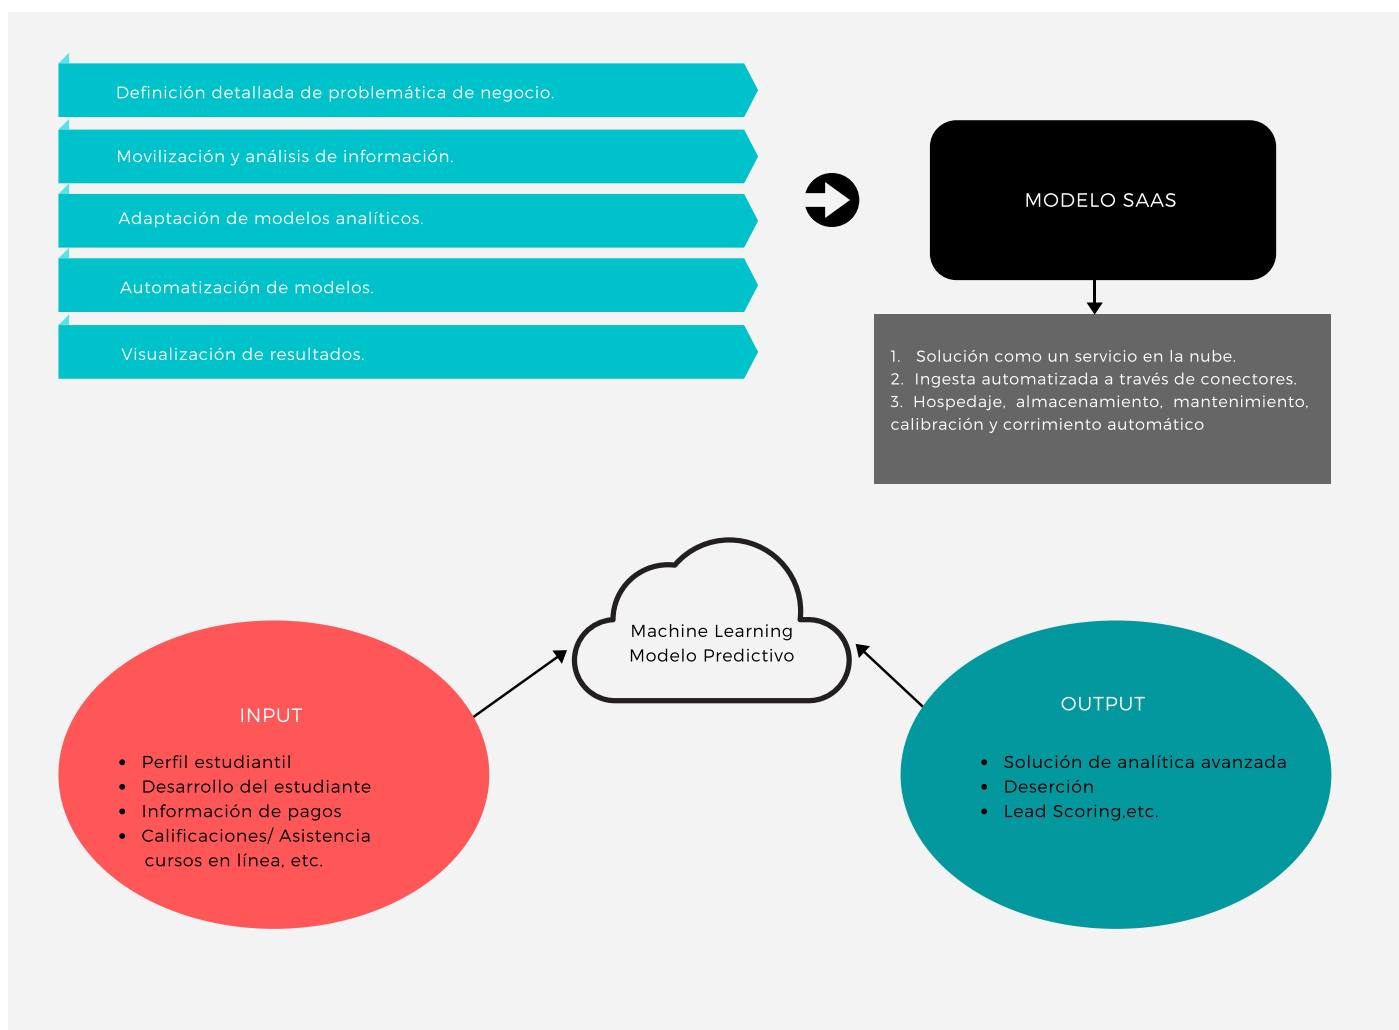 Definición detallada de problemática de negocio.
Movilización y análisis de información.
Adaptación de modelos analíticos.
Automatización de modelos.
Visualización de resultados.
MODELO SAAS
1. Solución como un servicio en la nube.
2. Ingesta automatizada a través de conectores.
3. Hospedaje, almacenamiento, mantenimiento,
calibración y corrimiento automático
Machine Learning
Modelo Predictivo
INPUT
• Perfil estudiantil
• Desarrollo del estudiante
• Información de pagos
• Calificaciones/ Asistencia
cursos en línea, etc.
OUTPUT
• Solución de analítica avanzada
• Deserción
• Lead Scoring,etc.